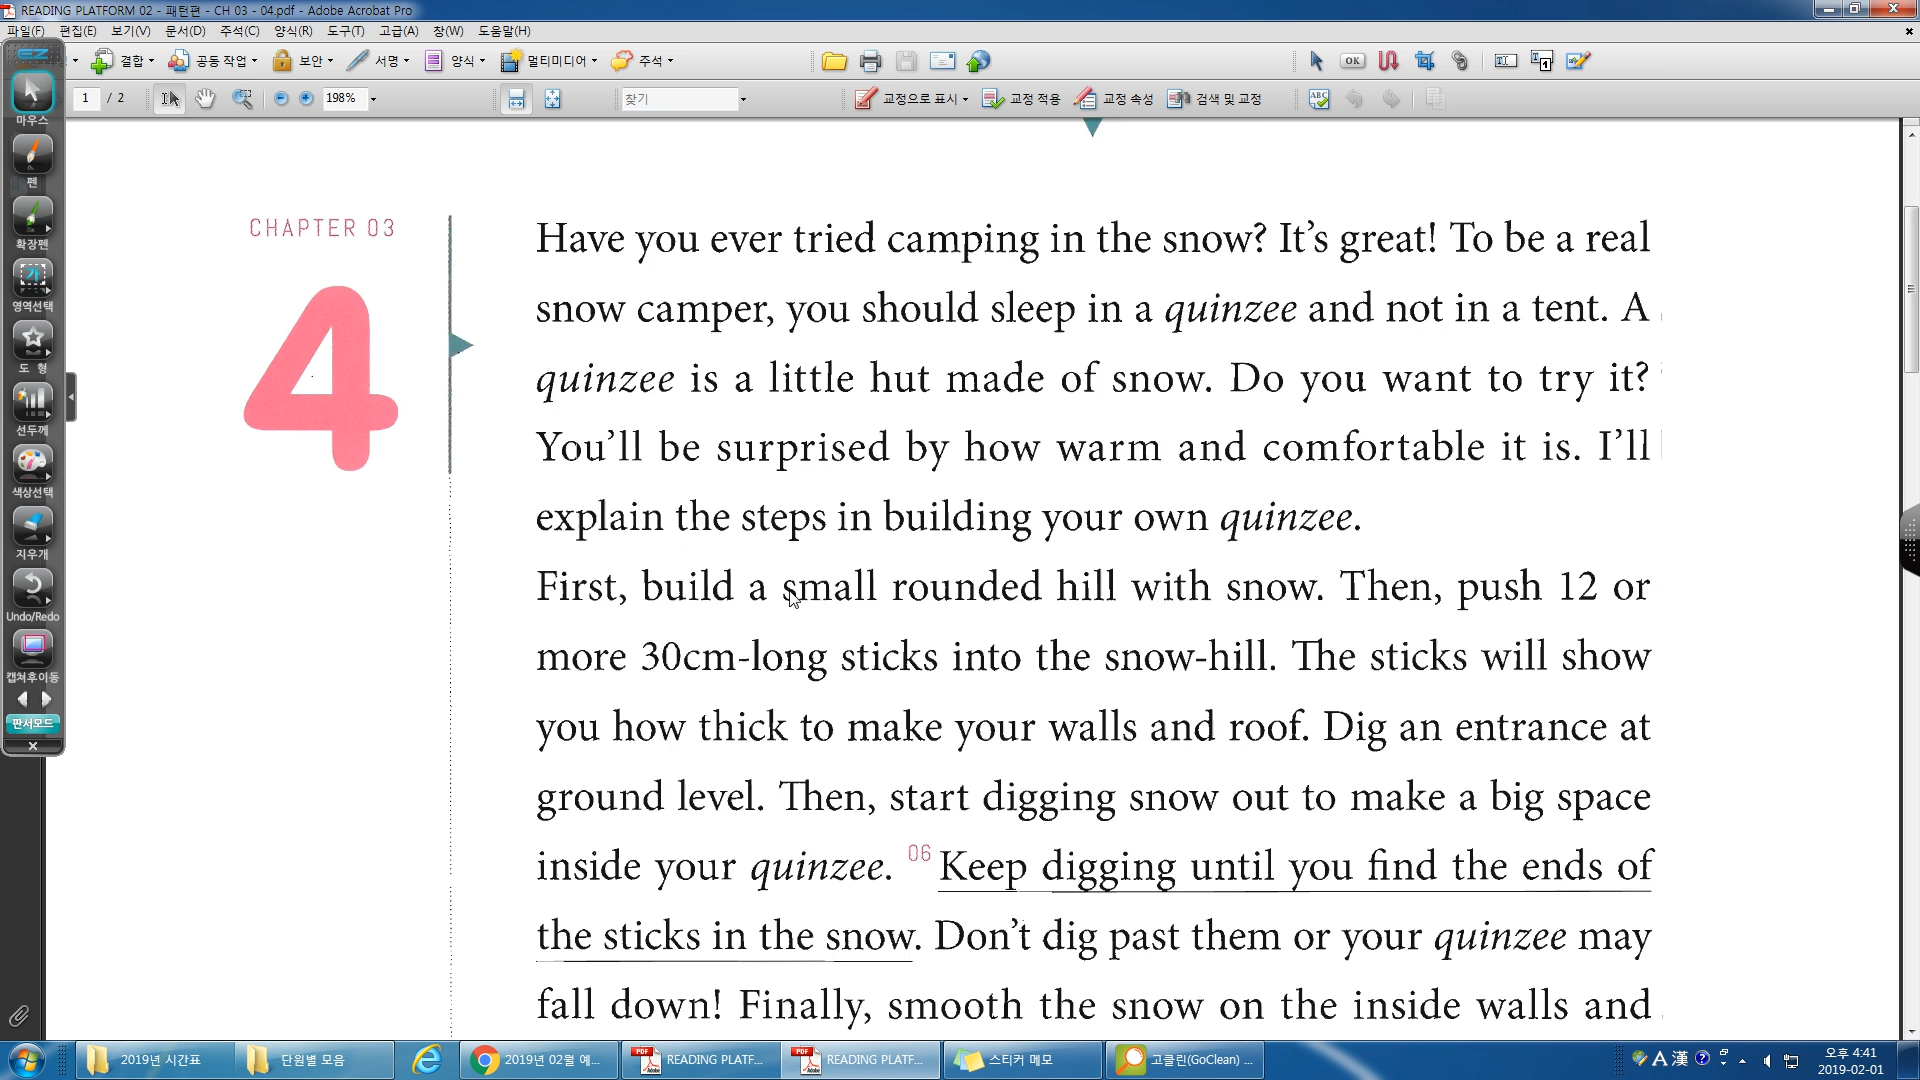 READING PLATFORM 02 - 패턴편 - CH 03 - 04.pdf - Adobe Acrobat Pro
파일(F) 편집(E) 보기(V) 문서(D) 주석(C) 양식(R) 도구(T) 고급(A) 창(W) 도움말(H)
결합 공동 작업 보안 서명 양식 멀티미디어 주석 OK
1 / 2 198% 찾기 교정으로 표시 교정 적용 교정 속성 검색 및 교정
EZ
마우스
펜
확장펜
영역선택
도 형
선두께
색상선택
지우개
Undo/Redo
캡쳐후이동
판서모드
CHAPTER 03
4
Have you ever tried camping in the snow? It's great! To be a real
snow camper, you should sleep in a quinzee and not in a tent. A
quinzee is a little hut made of snow. Do you want to try it?
You'll be surprised by how warm and comfortable it is. I'll
explain the steps in building your own quinzee.
First, build a small rounded hill with snow. Then, push 12 or
more 30cm-long sticks into the snow-hill. The sticks will show
you how thick to make your walls and roof. Dig an entrance at
ground level. Then, start digging snow out to make a big space
inside your quinzee. 06 Keep digging until you find the ends of
the sticks in the snow. Don't dig past them or your quinzee may
fall down! Finally, smooth the snow on the inside walls and
2019년 시간표 단원별 모음 2019년 02월 예... READING PLATF... READING PLATF... 스티커 메모 고클린(GoClean) ... A 漢 오후 4:41
2019-02-01